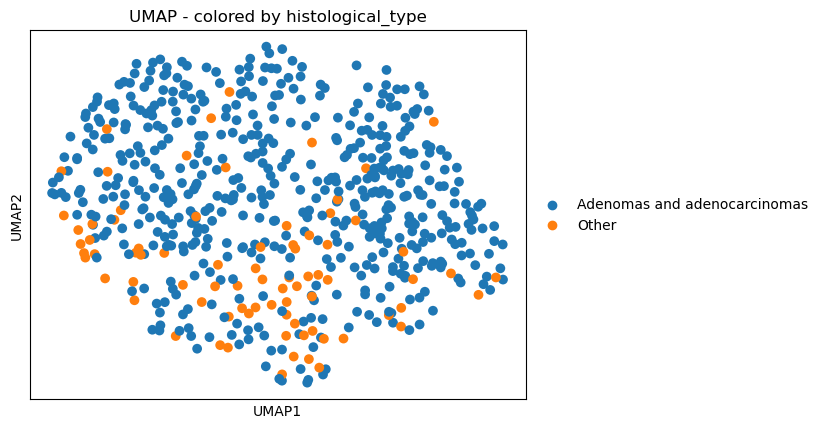 UMAP - colored by histological_type
UMAP2
Adenomas and adenocarcinomas
Other
UMAP1